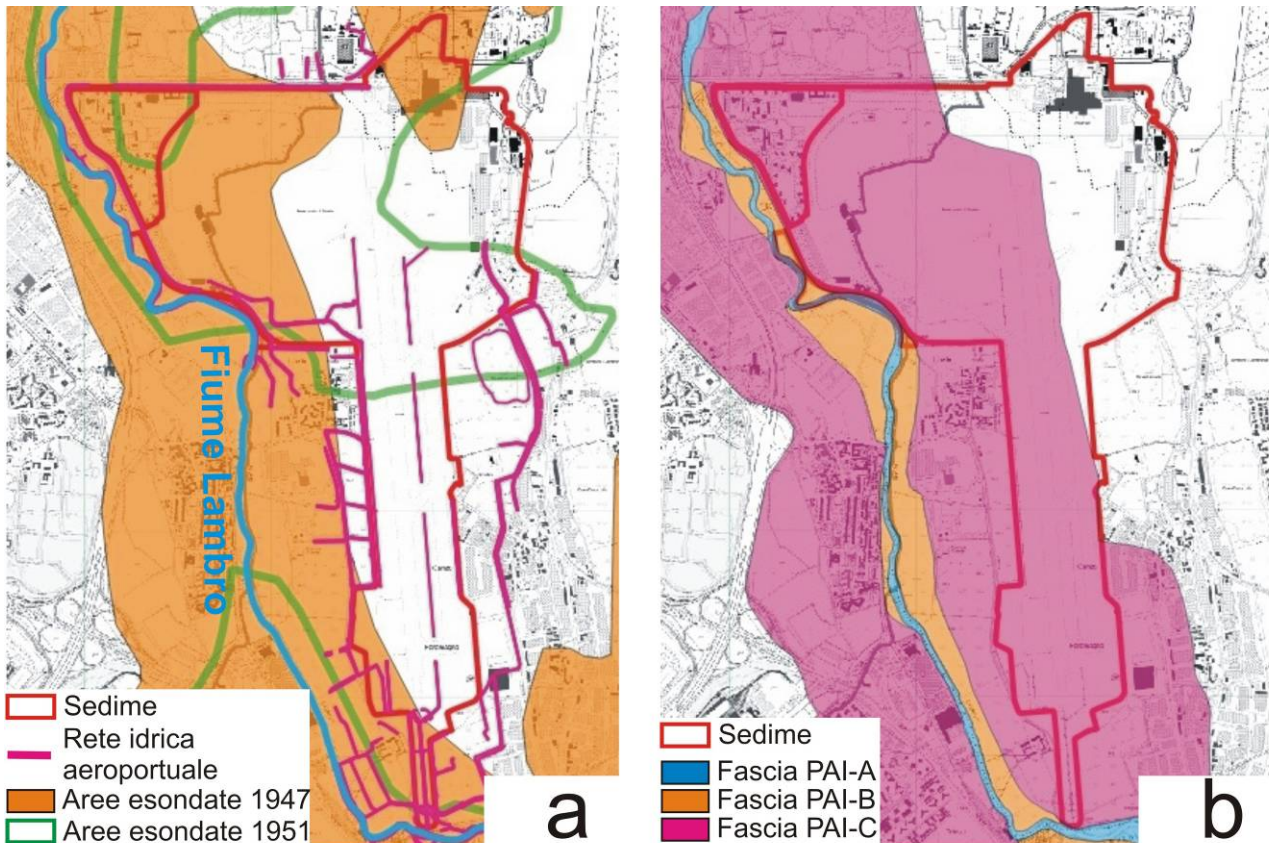 Fiume Lambro
Sedime
Rete idrica
aeroportuale
Aree esondate 1947
Aree esondate 1951
a
Sedime
Fascia PAI-A
Fascia PAI-B
Fascia PAI-C
b